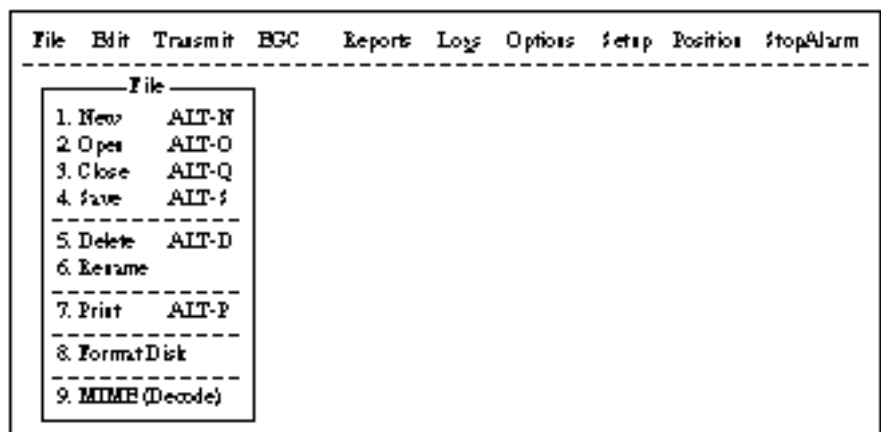 File Edit Transmit EGC Reports Logs Options Setup Position StopAlarm
File
1. New ALT-N
2. Open ALT-O
3. Close ALT-Q
4. Save ALT-S
5. Delete ALT-D
6. Rename
7. Print ALT-P
8. Format Disk
9. MIME (Decode)